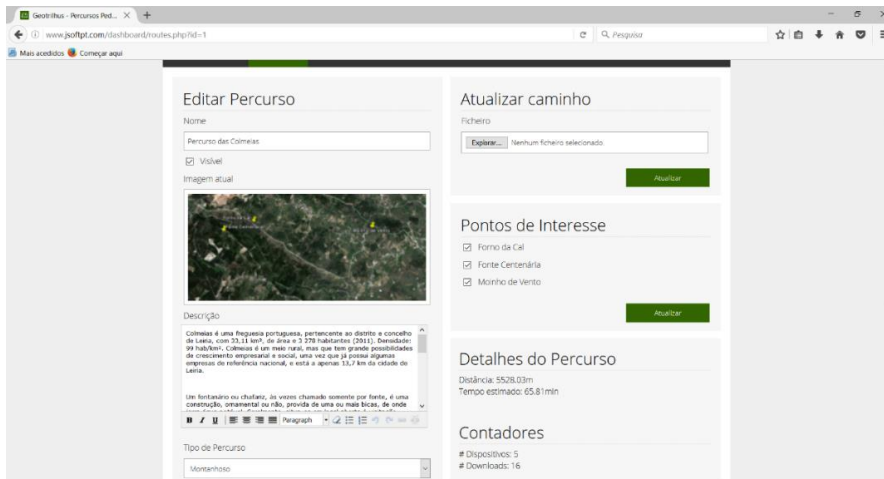 Geotrilhus - Percursos Ped...
www.jsoftpt.com/dashboard/routes.php?id=1
Pesquisa
Mais acedidos
Começar aqui
Editar Percurso
Nome
Percurso das Colmeias
Visível
Imagem atual
Descrição
Colmeias é uma freguesia portuguesa, pertencente ao distrito e concelho
de Leiria, com 33,11 km², de área e 3 278 habitantes (2011). Densidade:
99 hab/km². Colmeias é um meio rural, mas que tem grande possibilidades
de crescimento empresarial e social, uma vez que já possui algumas
empresas de referência nacional, e está a apenas 13,7 km da cidade de
Leiria.
Um fontanário ou chafariz, às vezes chamado somente por fonte, é uma
construção, ornamental ou não, provida de uma ou mais bicas, de onde
B I U
Paragraph
Tipo de Percurso
Montanhoso
Atualizar caminho
Ficheiro
Explorar... Nenhum ficheiro selecionado.
Atualizar
Pontos de Interesse
Forno da Cal
Fonte Centenária
Moinho de Vento
Atualizar
Detalhes do Percurso
Distância: 5528.03m
Tempo estimado: 65.81min
Contadores
# Dispositivos: 5
# Downloads: 16